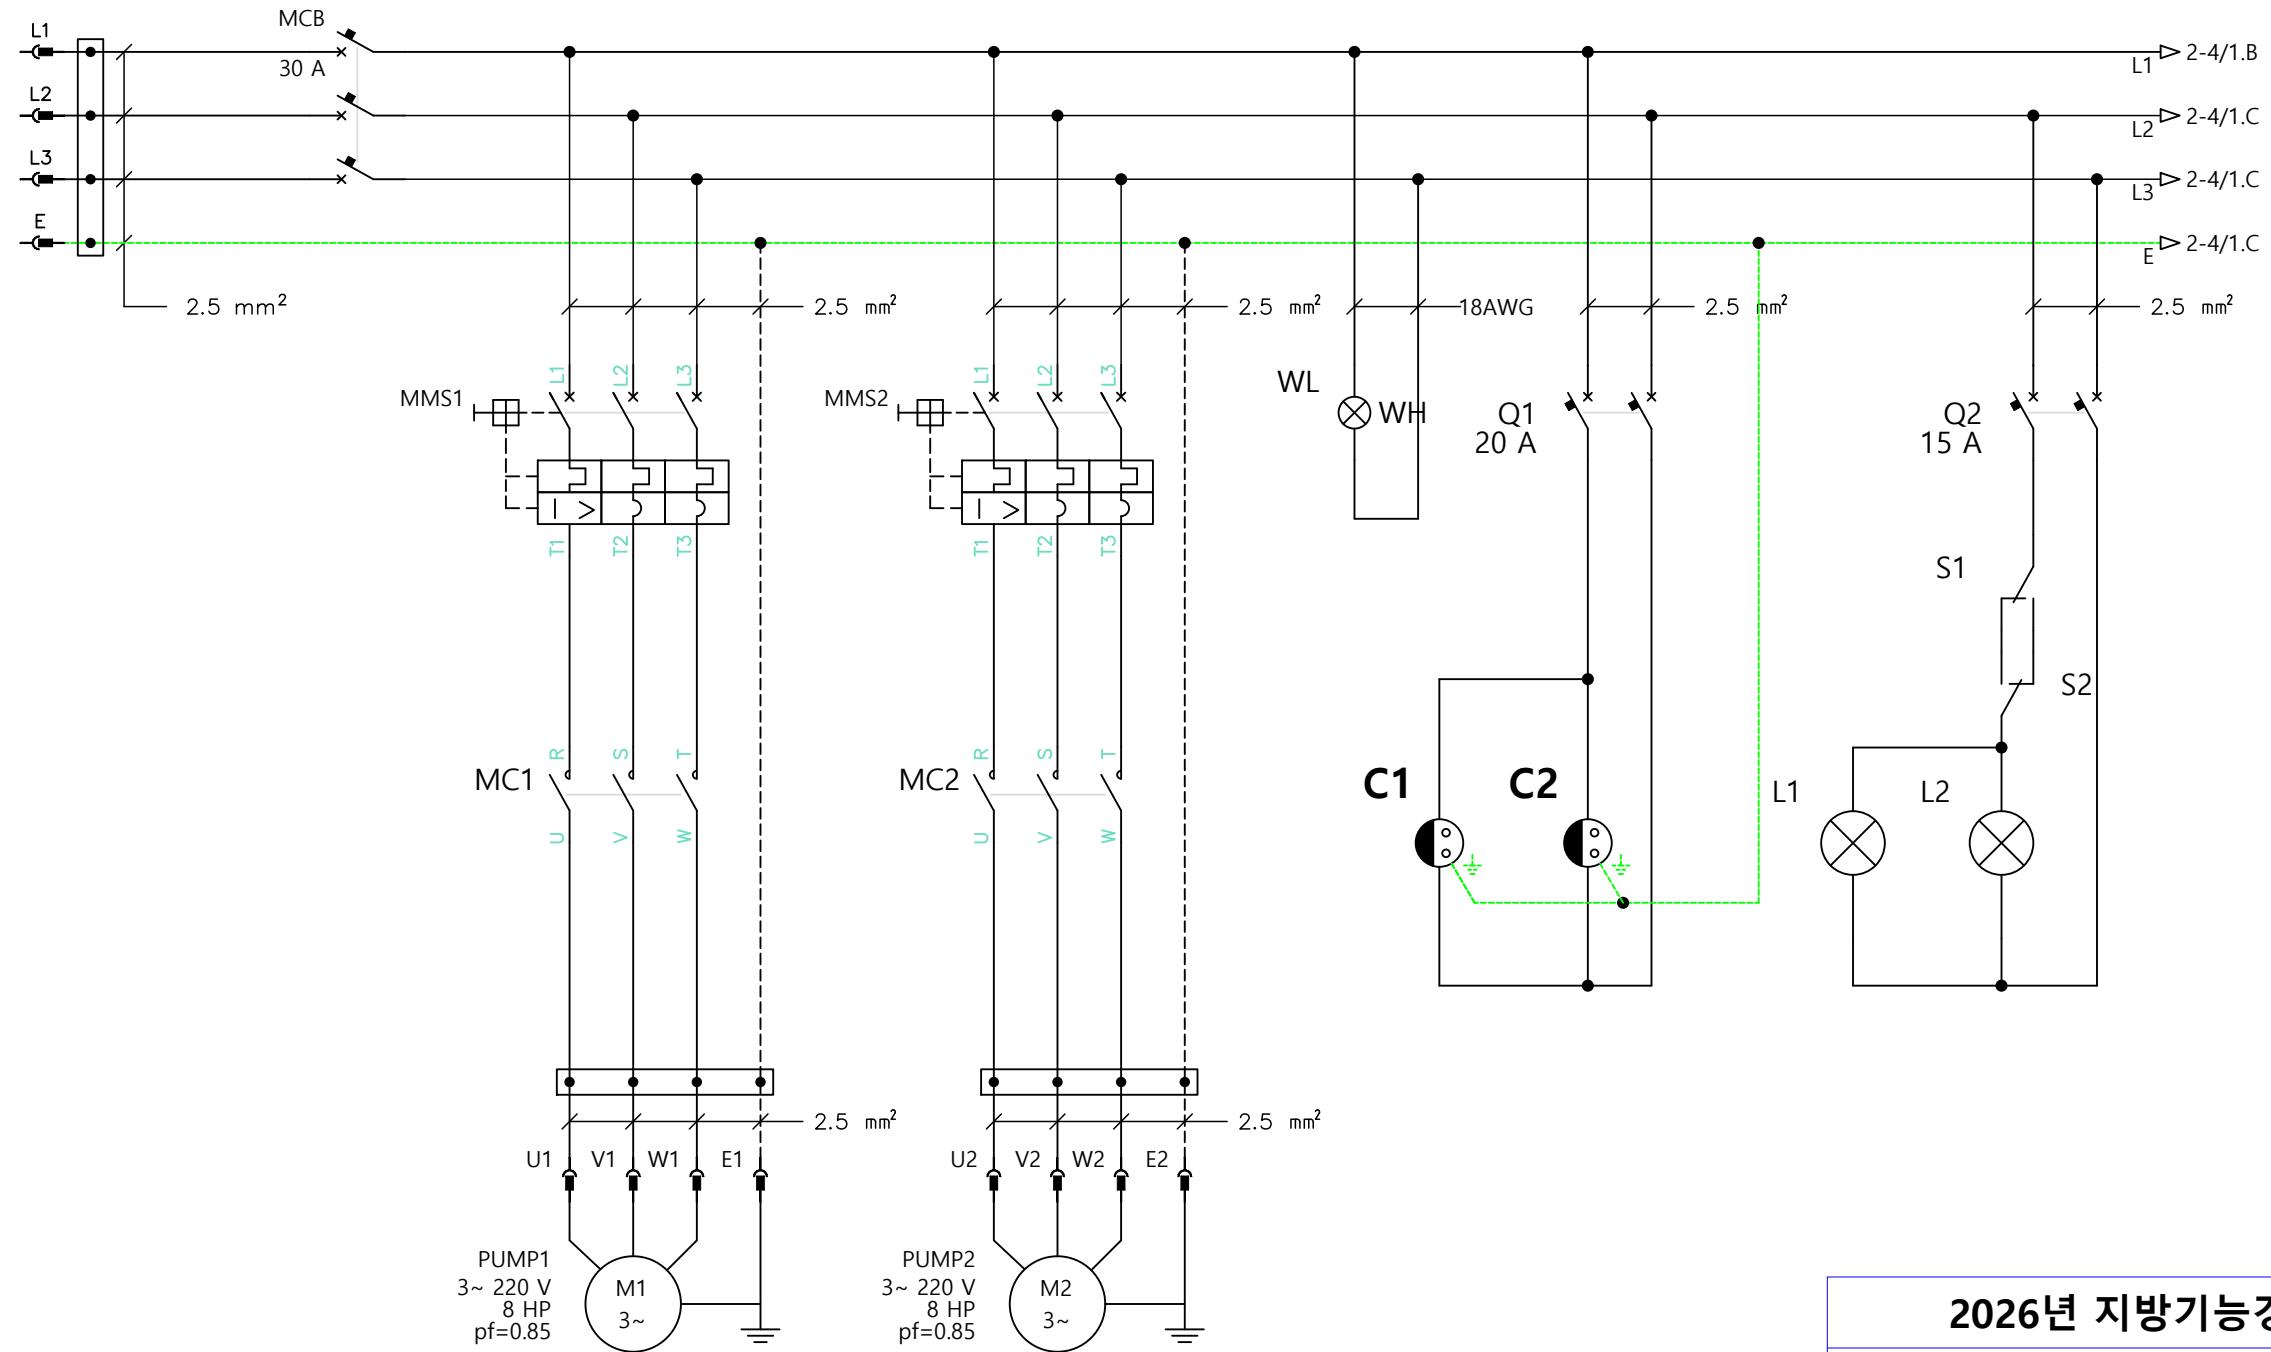 MCB
30 A
L1
L2
L3
E
L1 2-4/1.B
L2 2-4/1.C
L3 2-4/1.C
E 2-4/1.C
2.5 mm²
2.5 mm²
2.5 mm²
18AWG
2.5 mm²
2.5 mm²
MMS1
L1 L2 L3
I >
T1 T2 T3
MMS2
L1 L2 L3
I >
T1 T2 T3
WL
WH
Q1
20 A
Q2
15 A
S1
S2
MC1
R S T
U V W
MC2
R S T
U V W
C1
C2
L1
L2
2.5 mm²
2.5 mm²
U1 V1 W1 E1
U2 V2 W2 E2
PUMP1
3~ 220 V
8 HP
pf=0.85
M1
3~
PUMP2
3~ 220 V
8 HP
pf=0.85
M2
3~
2026년 지방기능